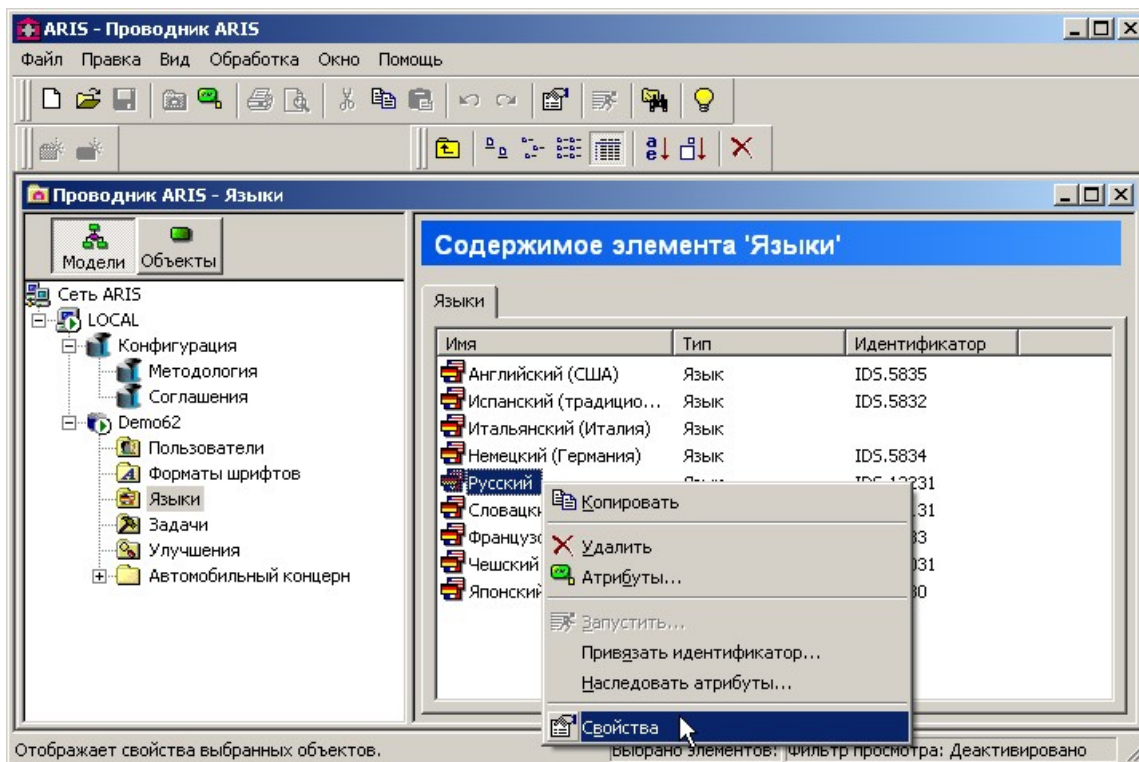 ARIS - Проводник ARIS
Файл Правка Вид Обработка Окно Помощь
Проводник ARIS - Языки
Модели Объекты
Содержимое элемента 'Языки'
Сеть ARIS
LOCAL
Конфигурация
Методология
Соглашения
Demo62
Пользователи
Форматы шрифтов
Языки
Задачи
Улучшения
Автомобильный концерн
Языки
Имя Тип Идентификатор
Английский (США) Язык IDS.5835
Испанский (традицио... Язык IDS.5832
Итальянский (Италия) Язык
Немецкий (Германия) Язык IDS.5834
Русский
Чешский
Копировать
Удалить
Атрибуты...
Запустить...
Привязать идентификатор...
Наследовать атрибуты...
Свойства
Отображает свойства выбранных объектов.
Выбрано элементов: Фильтр просмотра: Деактивировано